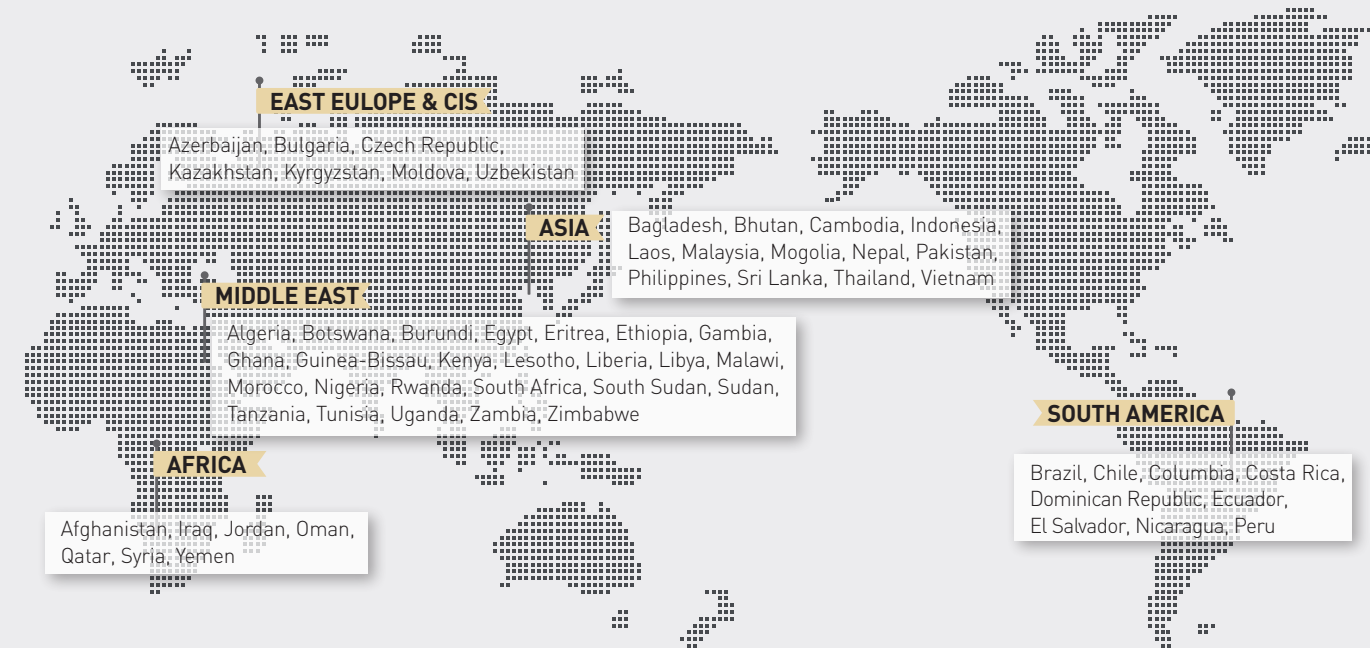 EAST EULOPE & CIS
Azerbaijan, Bulgaria, Czech Republic,
Kazakhstan, Kyrgyzstan, Moldova, Uzbekistan
ASIA
Bagladesh, Bhutan, Cambodia, Indonesia,
Laos, Malaysia, Mogolia, Nepal, Pakistan,
Philippines, Sri Lanka, Thailand, Vietnam
MIDDLE EAST
Algeria, Botswana, Burundi, Egypt, Eritrea, Ethiopia, Gambia,
Ghana, Guinea-Bissau, Kenya, Lesotho, Liberia, Libya, Malawi,
Morocco, Nigeria, Rwanda, South Africa, South Sudan, Sudan,
Tanzania, Tunisia, Uganda, Zambia, Zimbabwe
SOUTH AMERICA
Brazil, Chile, Columbia, Costa Rica,
Dominican Republic, Ecuador,
El Salvador, Nicaragua, Peru
AFRICA
Afghanistan, Iraq, Jordan, Oman,
Qatar, Syria, Yemen